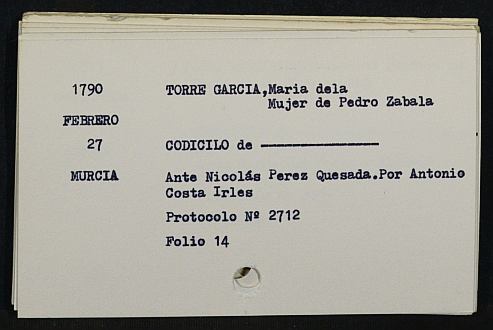 1790 TORRE GARCIA,Maria dela
Mujer de Pedro Zabala
FEBRERO
27 CODICILO de ----------------
MURCIA Ante Nicolás Perez Quesada.Por Antonio
Costa Irles
Protocolo Nº 2712
Folio 14